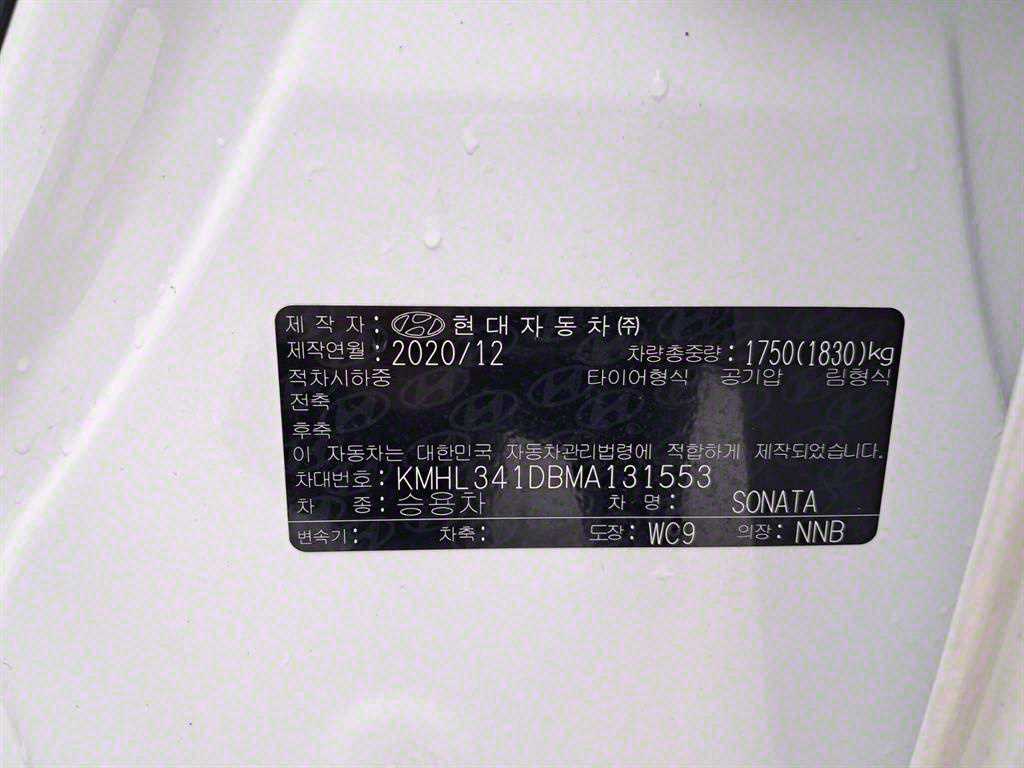 제 작 자 : 현 대 자 동 차 ㈜
제작연월 : 2020/12 차량총중량 : 1750(1830)kg
적차시하중 타이어형식 공기압 림형식
전축
후축
이 자동차는 대한민국 자동차관리법령에 적합하게 제작되었습니다.
차대번호 : KMHL341DBMA131553
차 종 : 승용차 차 명 : SONATA
변속기 : 차축 : 도장 : WC9 의장 : NNB